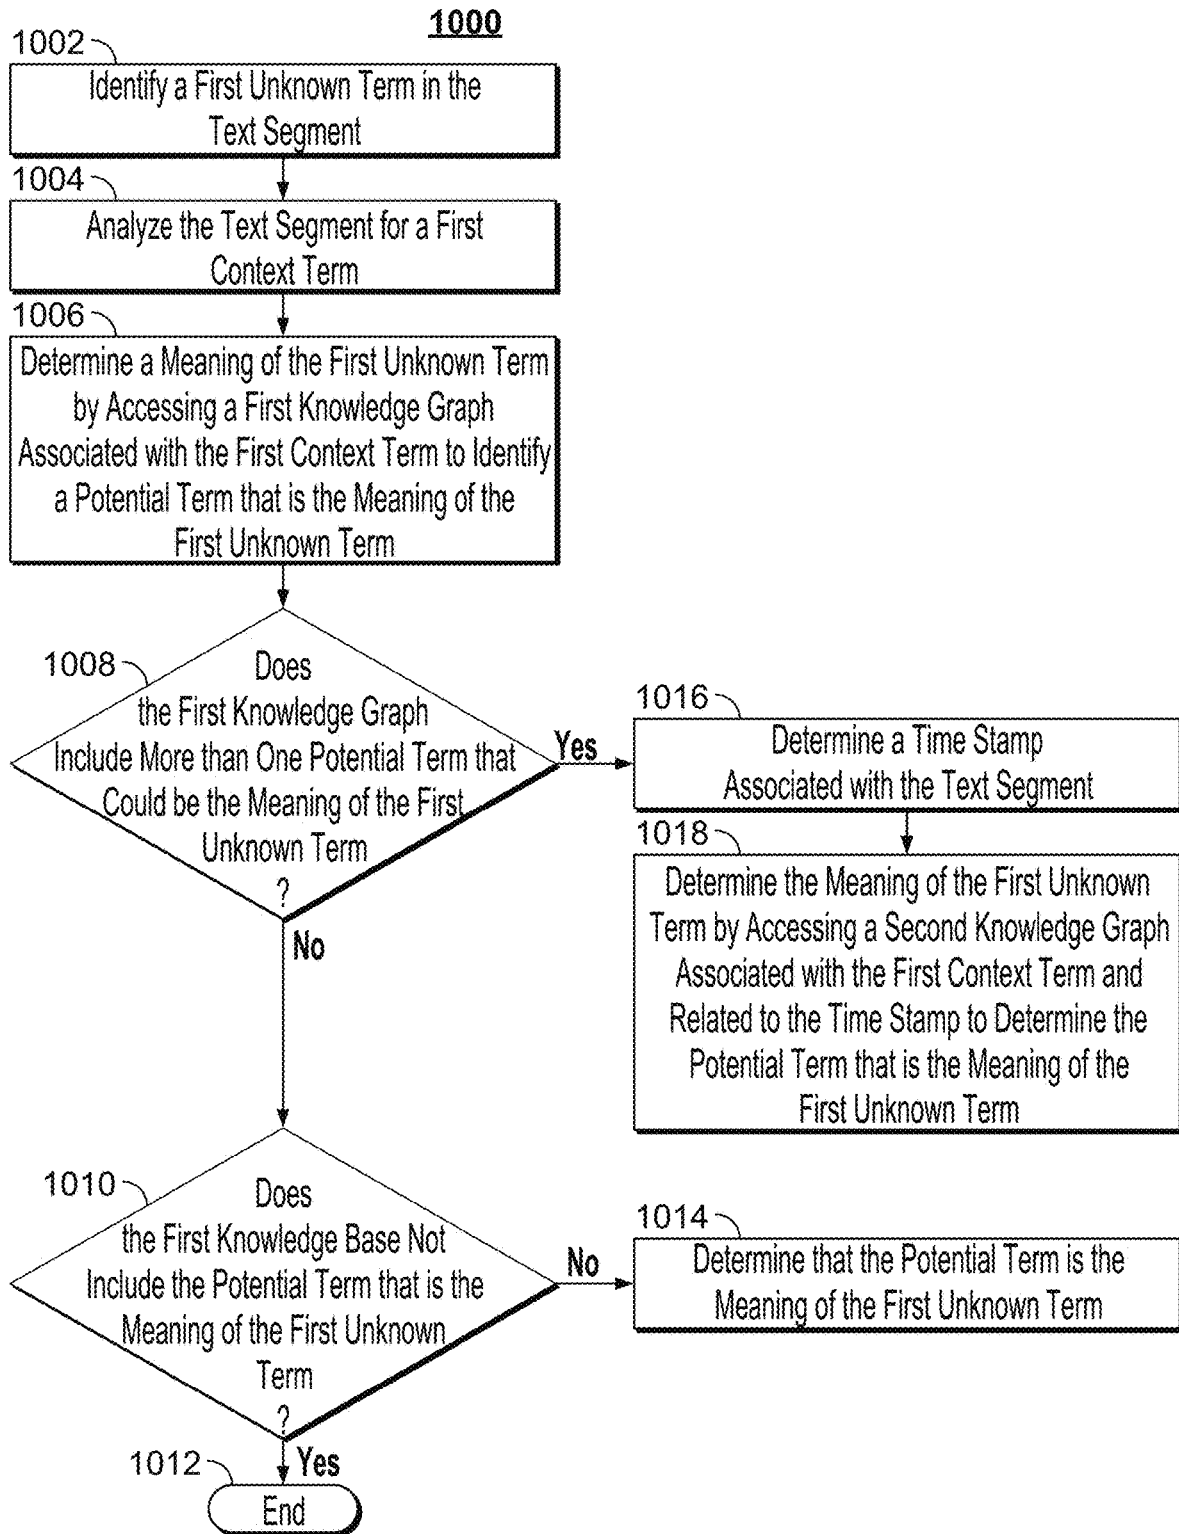 1000
1002
Identify a First Unknown Term in the
Text Segment
1004
Analyze the Text Segment for a First
Context Term
1006
Determine a Meaning of the First Unknown Term
by Accessing a First Knowledge Graph
Associated with the First Context Term to Identify
a Potential Term that is the Meaning of the
First Unknown Term
1008
Does
the First Knowledge Graph
Include More than One Potential Term that
Could be the Meaning of the First
Unknown Term
?
Yes
No
1016
Determine a Time Stamp
Associated with the Text Segment
1018
Determine the Meaning of the First Unknown
Term by Accessing a Second Knowledge Graph
Associated with the First Context Term and
Related to the Time Stamp to Determine the
Potential Term that is the Meaning of the
First Unknown Term
1010
Does
the First Knowledge Base Not
Include the Potential Term that is the
Meaning of the First Unknown
Term
?
No
Yes
1014
Determine that the Potential Term is the
Meaning of the First Unknown Term
1012
End